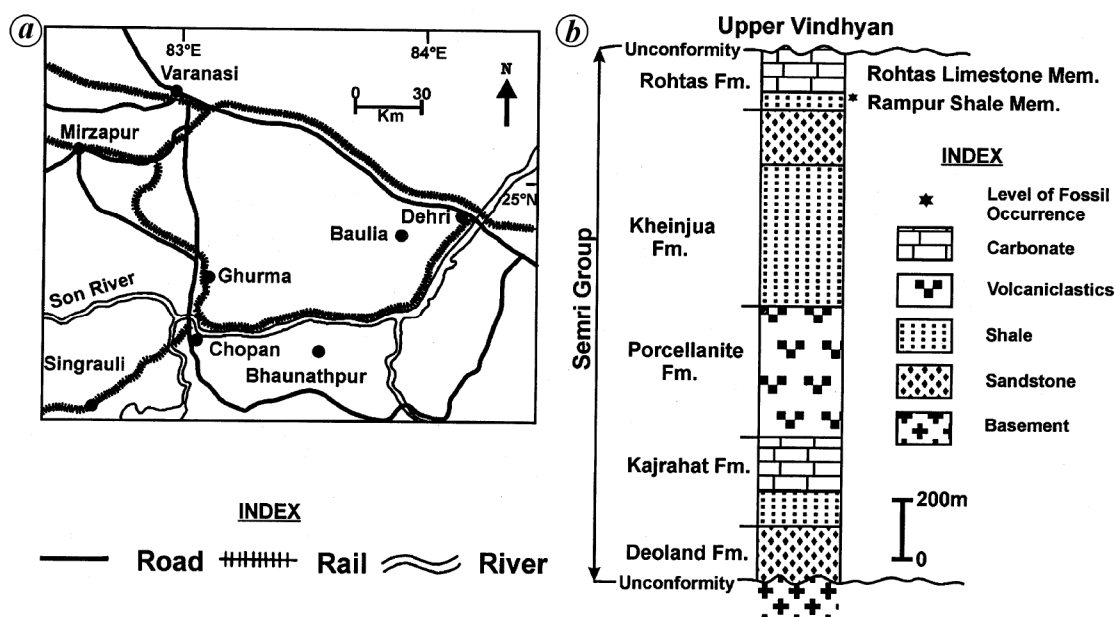 a
83°E
84°E
Varanasi
N
0 30
Km
Mirzapur
25°N
Dehri
Baulia
Ghurma
Son River
Chopan
Singrauli
Bhaunathpur
INDEX
Road
Rail
River
b
Upper Vindhyan
Unconformity
Rohtas Fm.
Rohtas Limestone Mem.
Rampur Shale Mem.
Kheinjua
Fm.
Semri Group
Porcellanite
Fm.
Kajrahat Fm.
Deoland Fm.
Unconformity
INDEX
Level of Fossil
Occurrence
Carbonate
Volcaniclastics
Shale
Sandstone
Basement
200m
0